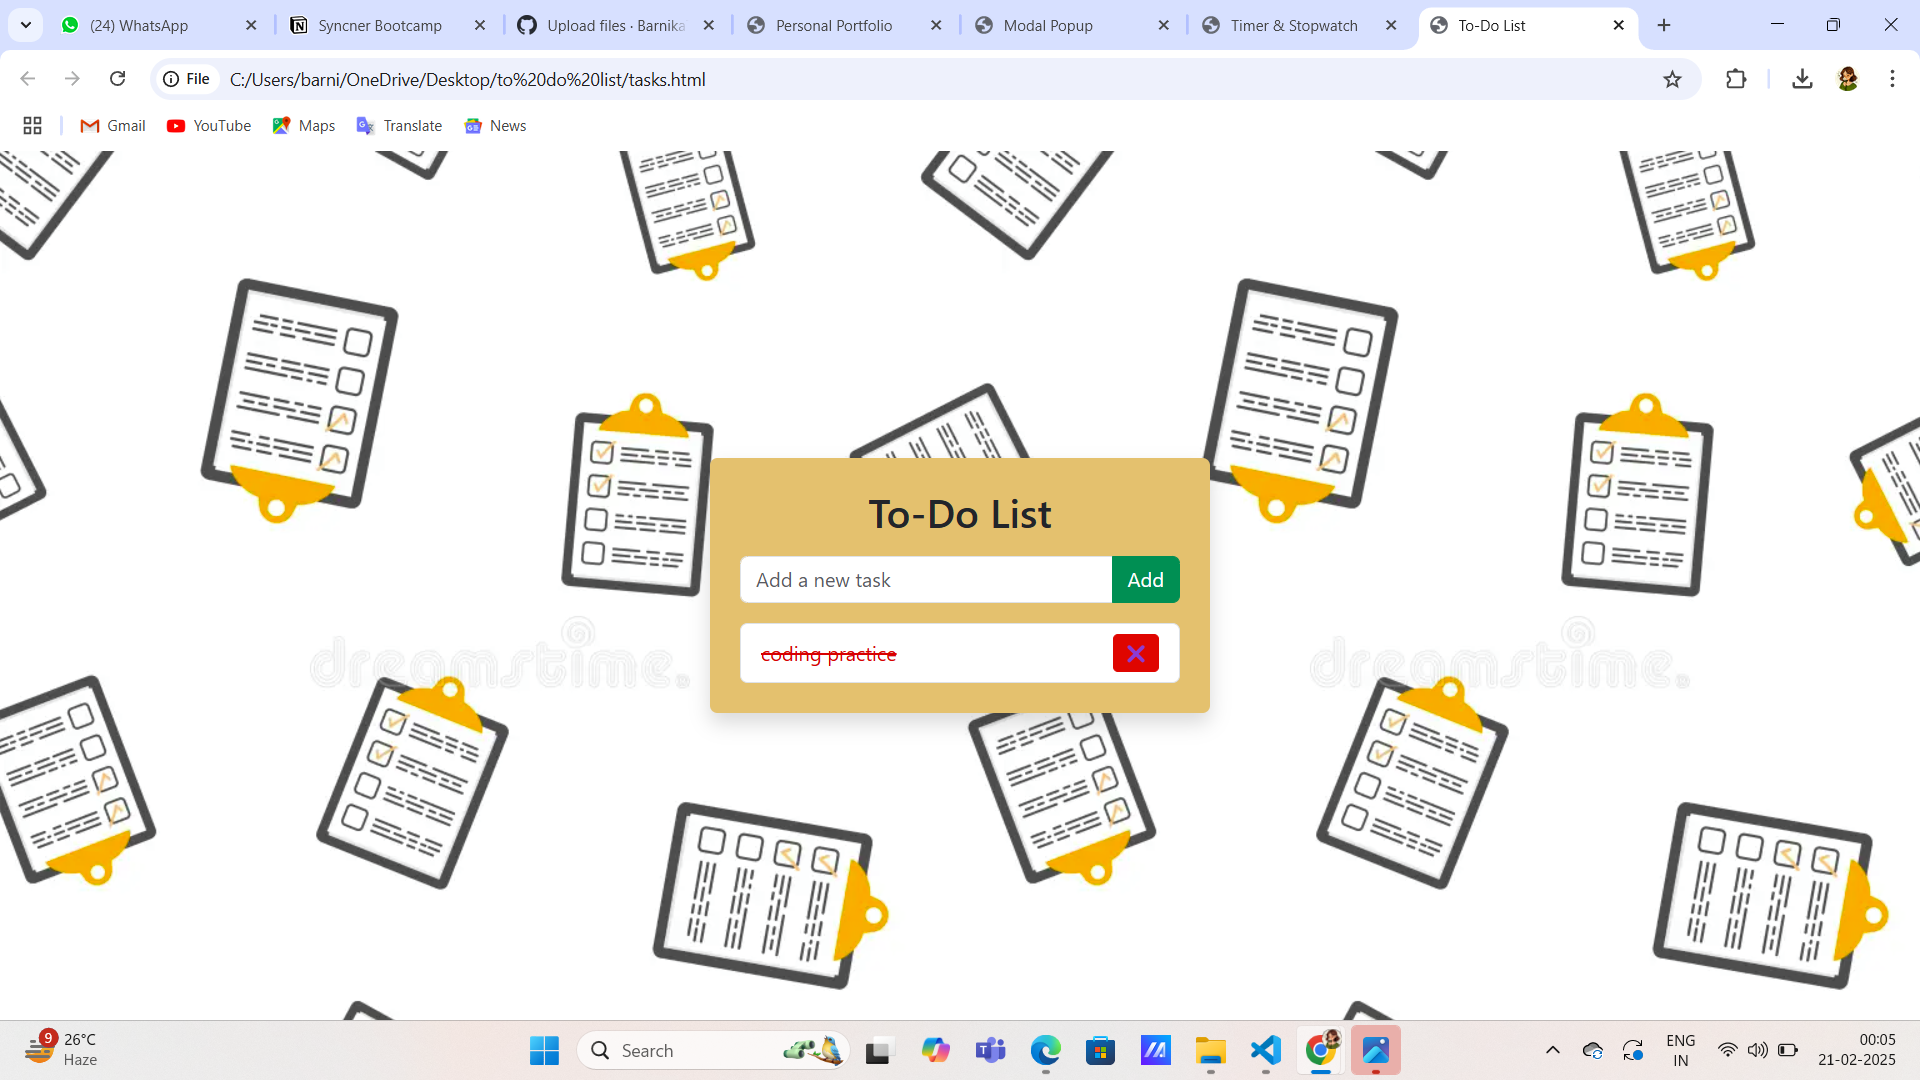 (24) WhatsApp
Syncner Bootcamp
Upload files · Barnika
Personal Portfolio
Modal Popup
Timer & Stopwatch
To-Do List
File
C:/Users/barni/OneDrive/Desktop/to%20do%20list/tasks.html
Gmail
YouTube
Maps
Translate
News
To-Do List
Add a new task
Add
coding practice
dreamstime.
dreamstime.
9
26°C
Haze
Search
ENG
IN
00:05
21-02-2025